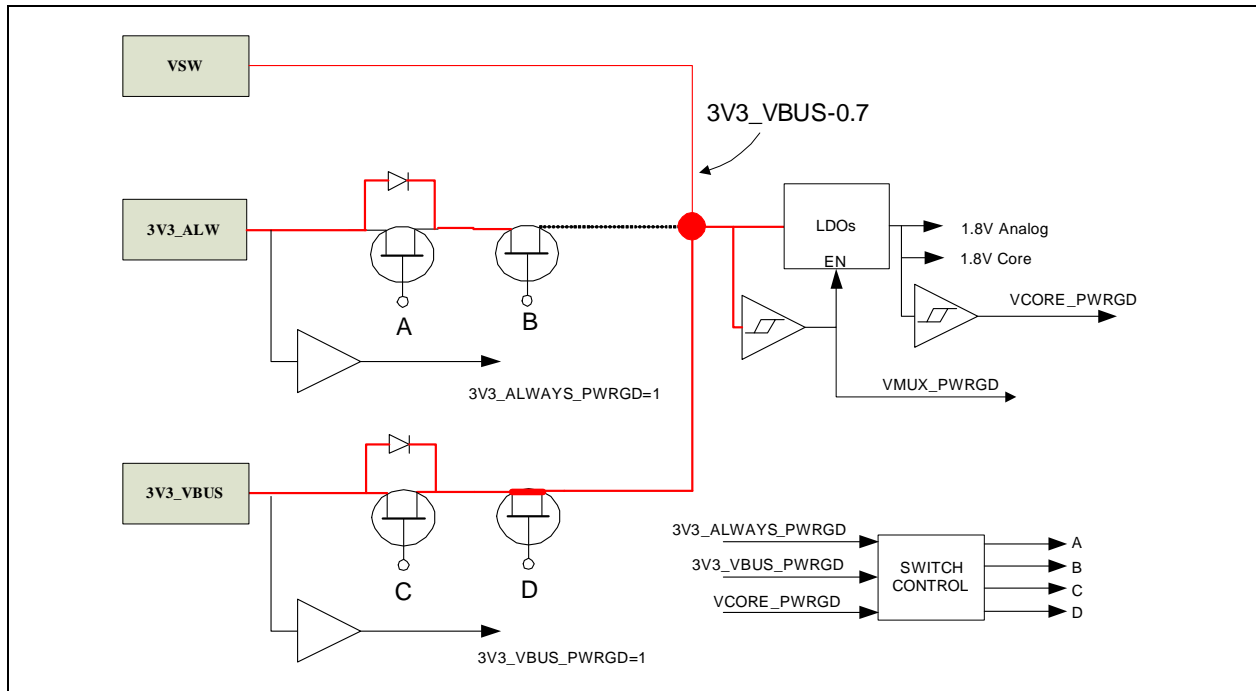 VSW
3V3_VBUS-0.7
3V3_ALW
LDOs
EN
1.8V Analog
1.8V Core
A
B
VCORE_PWRGD
3V3_ALWAYS_PWRGD=1
VMUX_PWRGD
3V3_VBUS
C
D
3V3_VBUS_PWRGD=1
3V3_ALWAYS_PWRGD
3V3_VBUS_PWRGD
VCORE_PWRGD
SWITCH
CONTROL
A
B
C
D